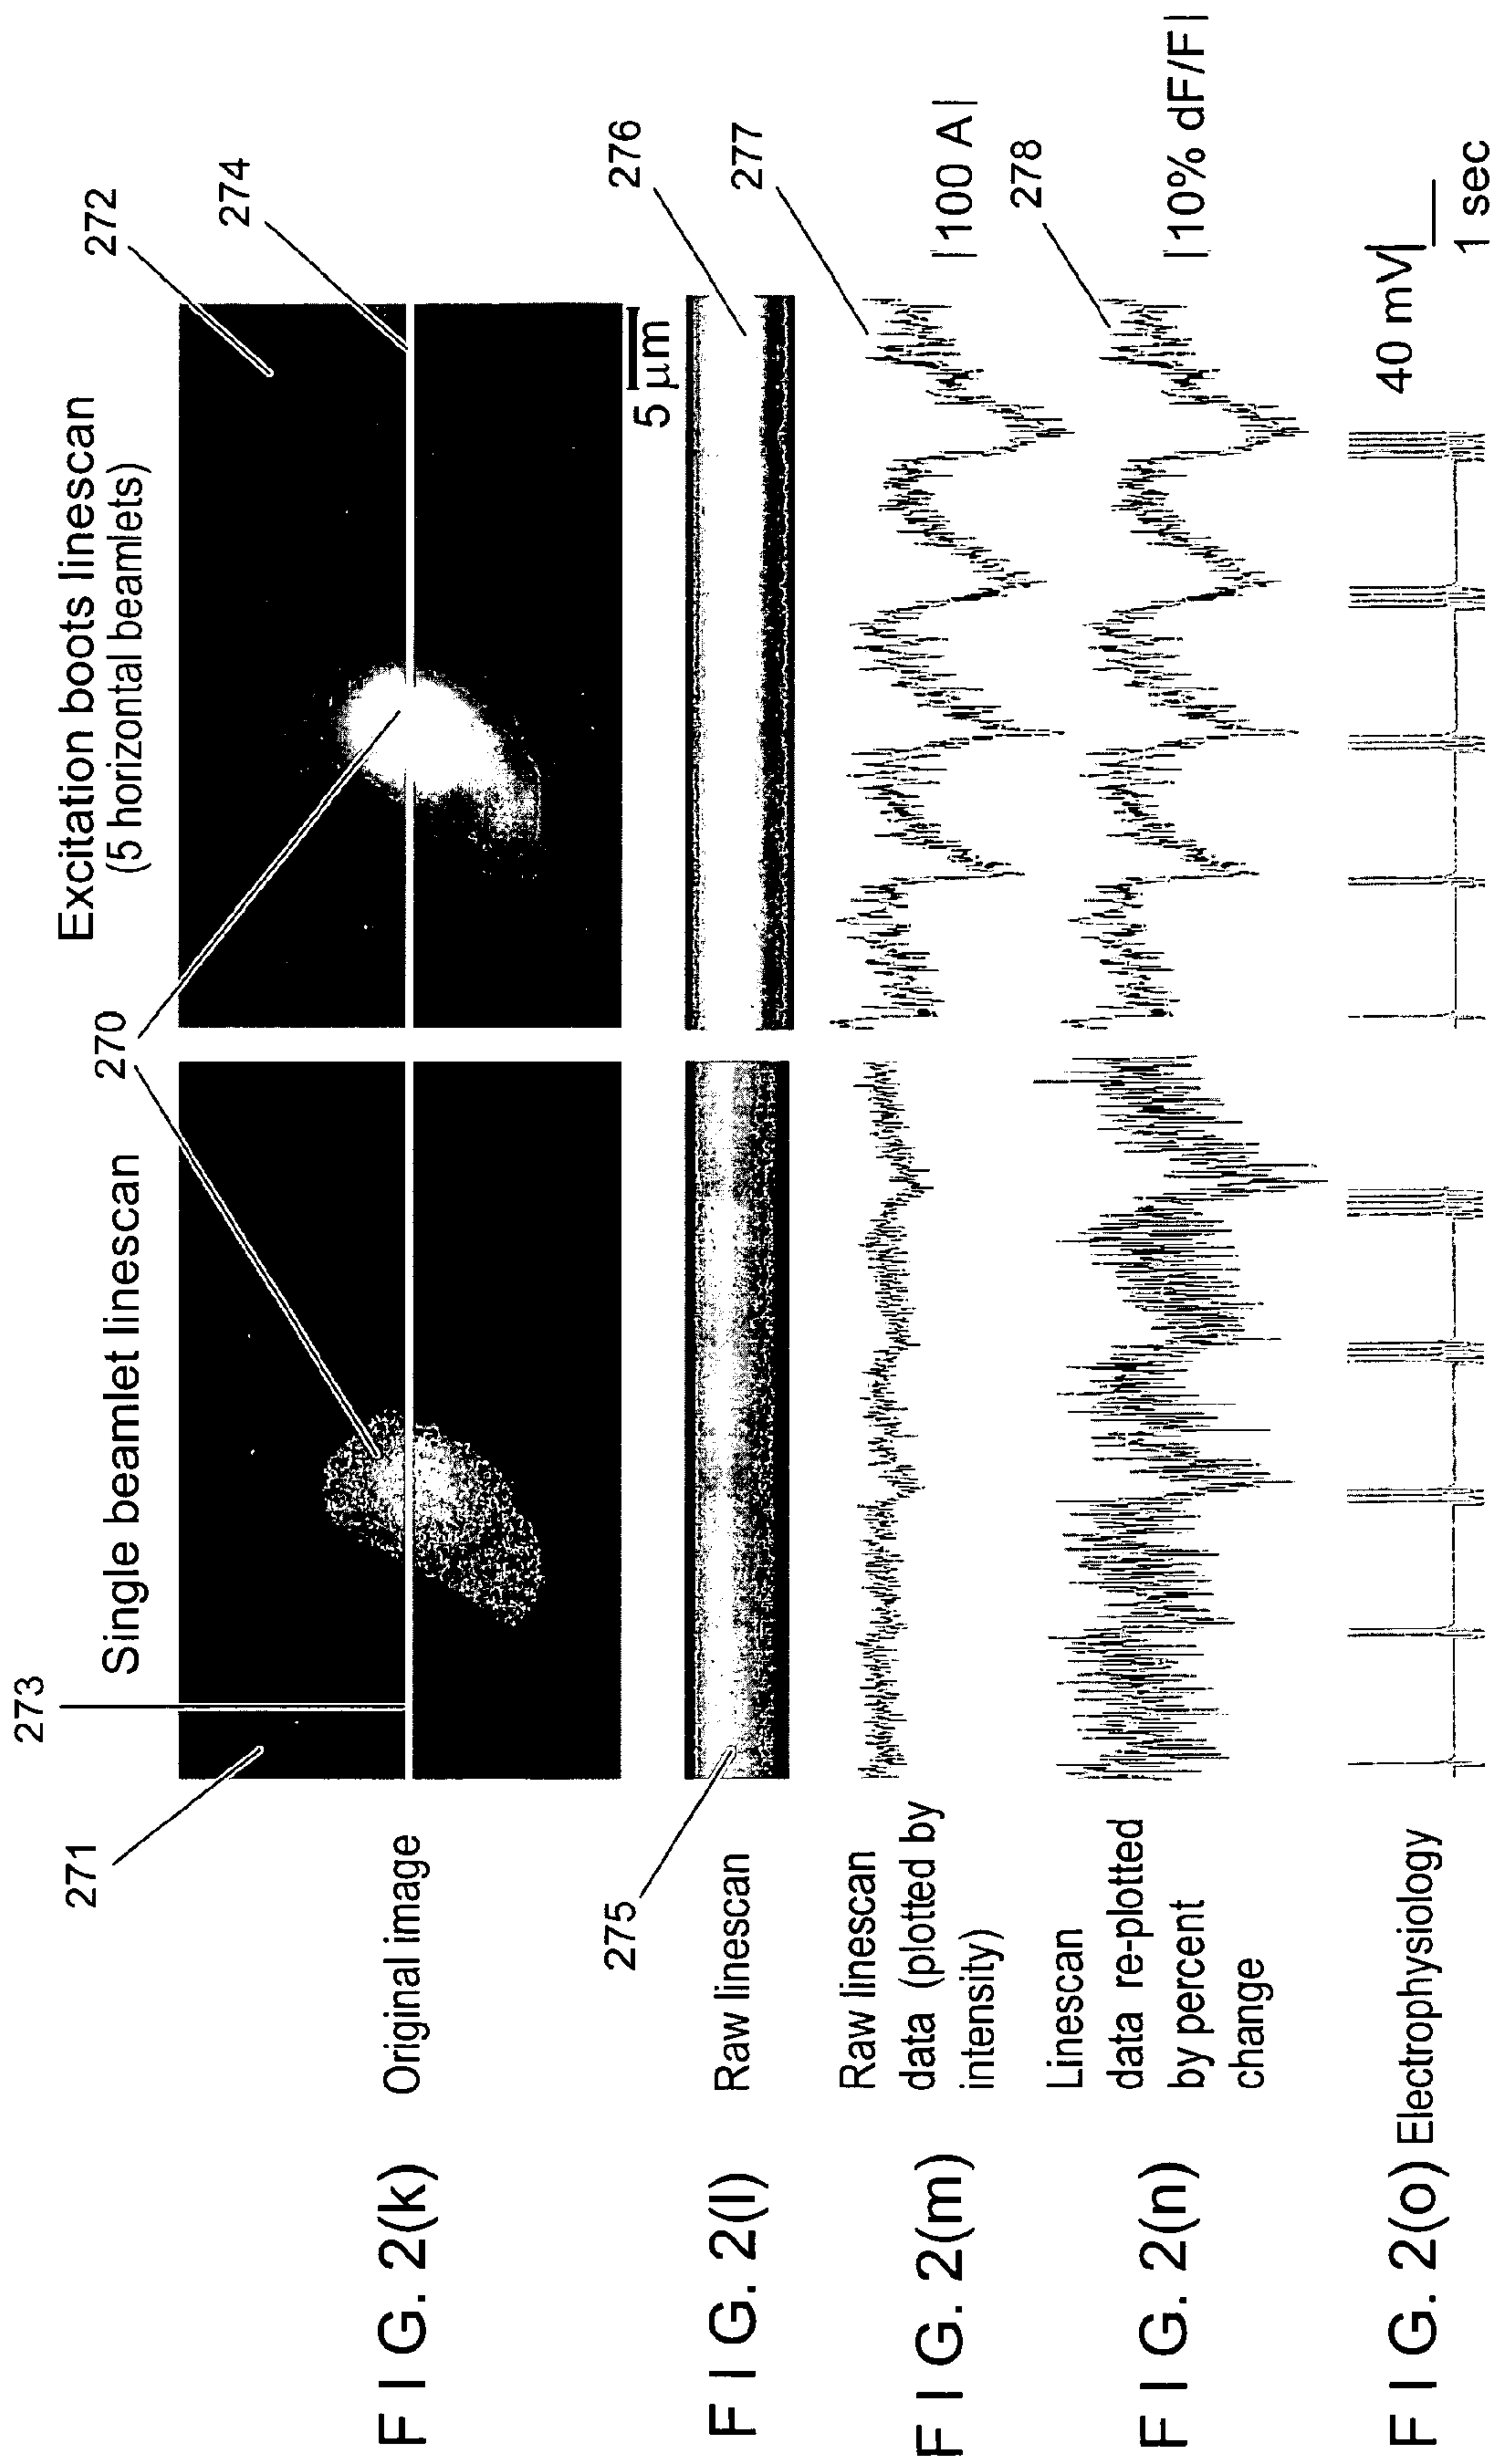 273
271
Single beamlet linescan
270
Excitation boots linescan
(5 horizontal beamlets)
272
274
F I G. 2(k)
Original image
5 μm
276
F I G. 2(l)
Raw linescan
275
277
F I G. 2(m)
Raw linescan
data (plotted by
intensity)
|100 A|
278
F I G. 2(n)
Linescan
data re-plotted
by percent
change
|10% dF/F|
F I G. 2(o)
Electrophysiology
40 mV
1 sec